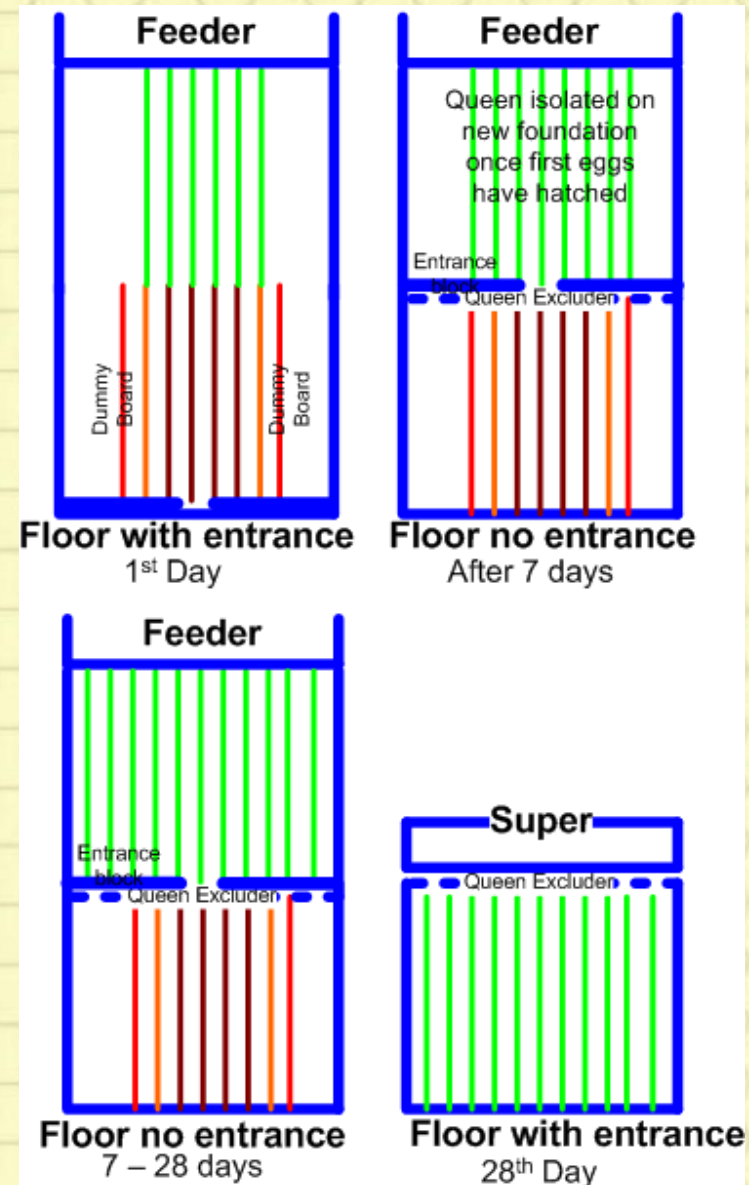 Feeder
Dummy
Board
Dummy
Board
Floor with entrance
1st Day
Feeder
Queen isolated on
new foundation
once first eggs
have hatched
Entrance
block
Queen Excluder
Floor no entrance
After 7 days
Feeder
Entrance
block
Queen Excluder
Floor no entrance
7 – 28 days
Super
Queen Excluder
Floor with entrance
28th Day